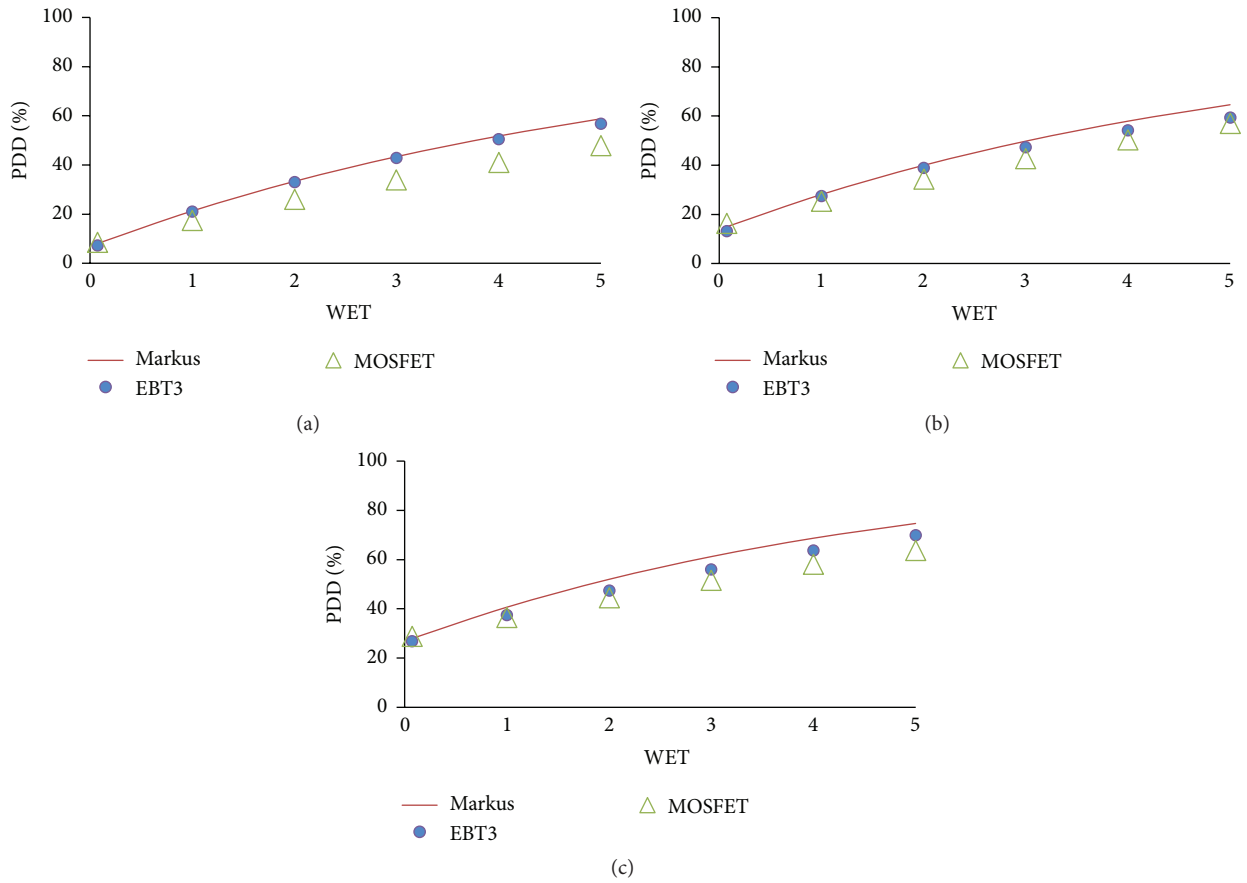 100
80
60
40
20
0
PDD (%)
0 1 2 3 4 5
WET
Markus
MOSFET
EBT3
(a)
100
80
60
40
20
0
PDD (%)
0 1 2 3 4 5
WET
Markus
MOSFET
EBT3
(b)
100
80
60
40
20
0
PDD (%)
0 1 2 3 4 5
WET
Markus
MOSFET
EBT3
(c)